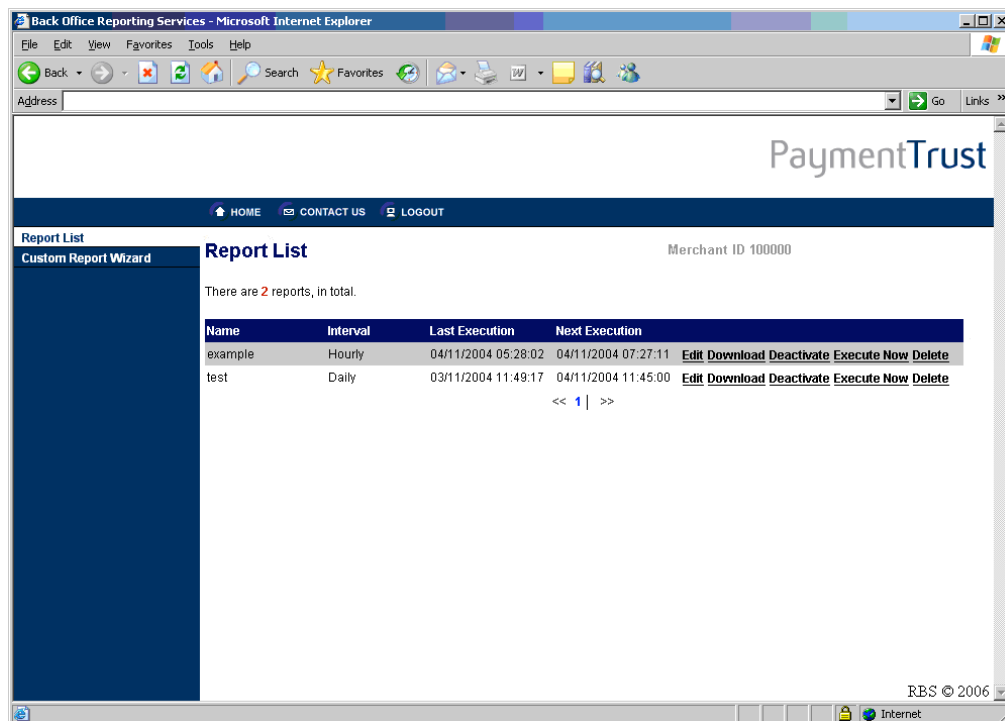 Back Office Reporting Services - Microsoft Internet Explorer
File Edit View Favorites Tools Help
Back Search Favorites
Address Go Links »
PaymentTrust
HOME CONTACT US LOGOUT
Report List
Custom Report Wizard
Report List Merchant ID 100000
There are 2 reports, in total.
Name Interval Last Execution Next Execution
example Hourly 04/11/2004 05:28:02 04/11/2004 07:27:11 Edit Download Deactivate Execute Now Delete
test Daily 03/11/2004 11:49:17 04/11/2004 11:45:00 Edit Download Deactivate Execute Now Delete
<< 1 | >>
RBS © 2006
Internet